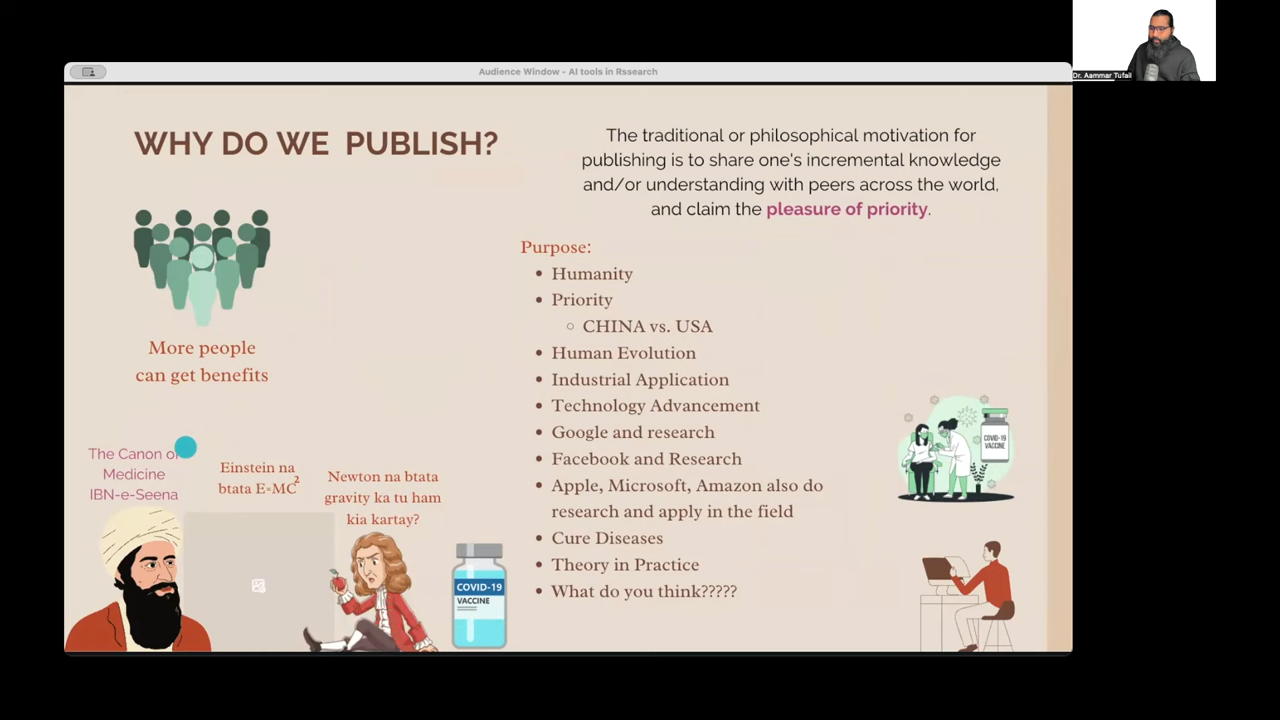 Audience Window - AI tools in Rssearch
Dr. Aammar Tufail
WHY DO WE PUBLISH?
The traditional or philosophical motivation for
publishing is to share one's incremental knowledge
and/or understanding with peers across the world,
and claim the pleasure of priority.
More people
can get benefits
Purpose:
• Humanity
• Priority
○ CHINA vs. USA
• Human Evolution
• Industrial Application
• Technology Advancement
• Google and research
• Facebook and Research
• Apple, Microsoft, Amazon also do
research and apply in the field
• Cure Diseases
• Theory in Practice
• What do you think?????
The Canon of
Medicine
IBN-e-Seena
Einstein na
btata E=MC²
Newton na btata
gravity ka tu ham
kia kartay?
COVID-19
VACCINE
COVID-19
VACCINE